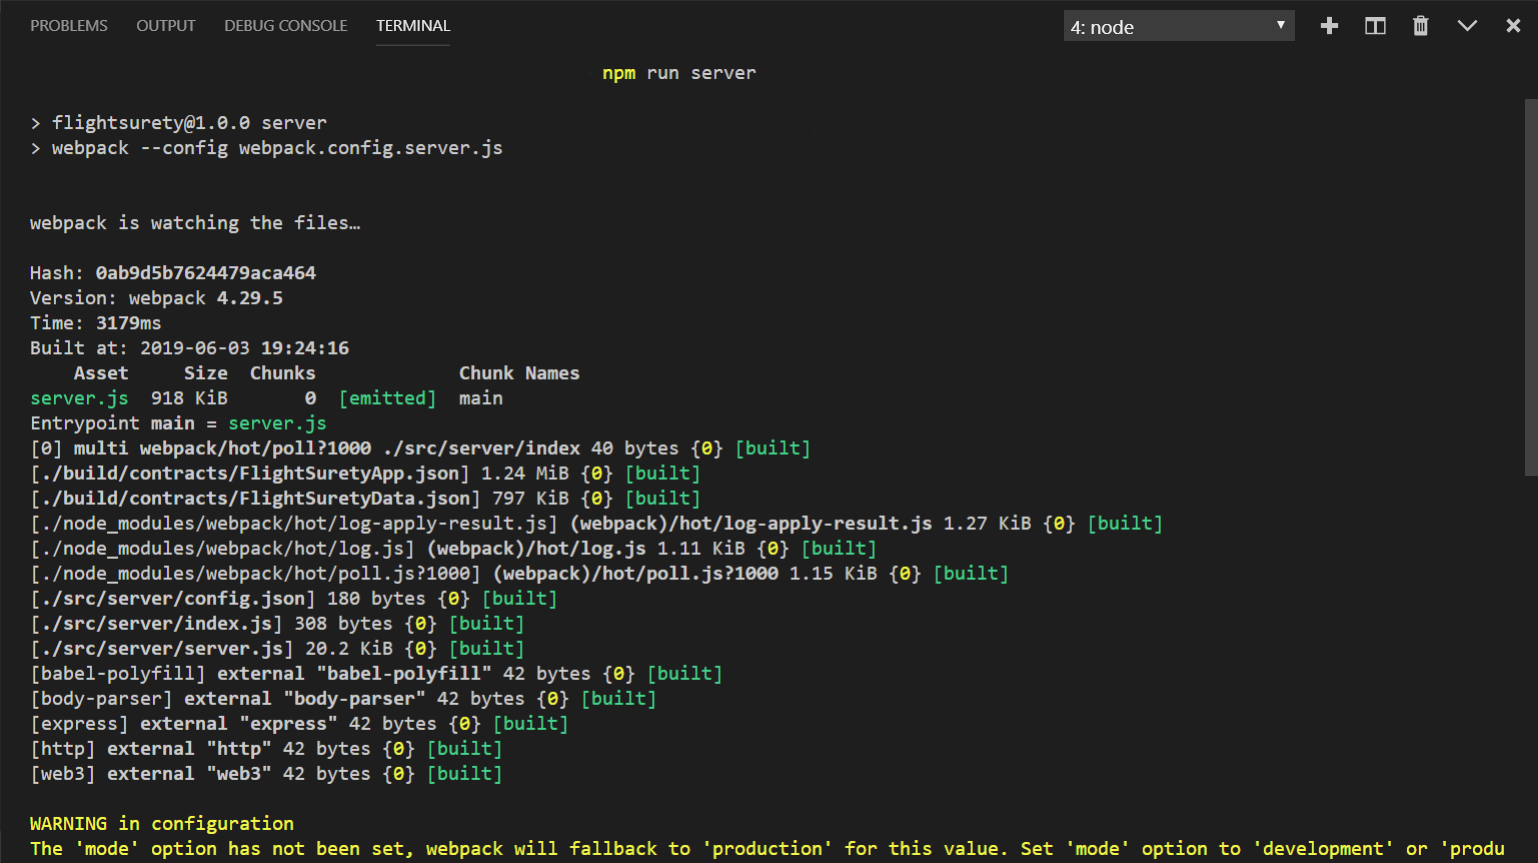 PROBLEMS OUTPUT DEBUG CONSOLE TERMINAL 4: node
npm run server
> flightsurety@1.0.0 server
> webpack --config webpack.config.server.js
webpack is watching the files…
Hash: 0ab9d5b7624479aca464
Version: webpack 4.29.5
Time: 3179ms
Built at: 2019-06-03 19:24:16
Asset Size Chunks Chunk Names
server.js 918 KiB 0 [emitted] main
Entrypoint main = server.js
[0] multi webpack/hot/poll?1000 ./src/server/index 40 bytes {0} [built]
[./build/contracts/FlightSuretyApp.json] 1.24 MiB {0} [built]
[./build/contracts/FlightSuretyData.json] 797 KiB {0} [built]
[./node_modules/webpack/hot/log-apply-result.js] (webpack)/hot/log-apply-result.js 1.27 KiB {0} [built]
[./node_modules/webpack/hot/log.js] (webpack)/hot/log.js 1.11 KiB {0} [built]
[./node_modules/webpack/hot/poll.js?1000] (webpack)/hot/poll.js?1000 1.15 KiB {0} [built]
[./src/server/config.json] 180 bytes {0} [built]
[./src/server/index.js] 308 bytes {0} [built]
[./src/server/server.js] 20.2 KiB {0} [built]
[babel-polyfill] external "babel-polyfill" 42 bytes {0} [built]
[body-parser] external "body-parser" 42 bytes {0} [built]
[express] external "express" 42 bytes {0} [built]
[http] external "http" 42 bytes {0} [built]
[web3] external "web3" 42 bytes {0} [built]
WARNING in configuration
The 'mode' option has not been set, webpack will fallback to 'production' for this value. Set 'mode' option to 'development' or 'produ